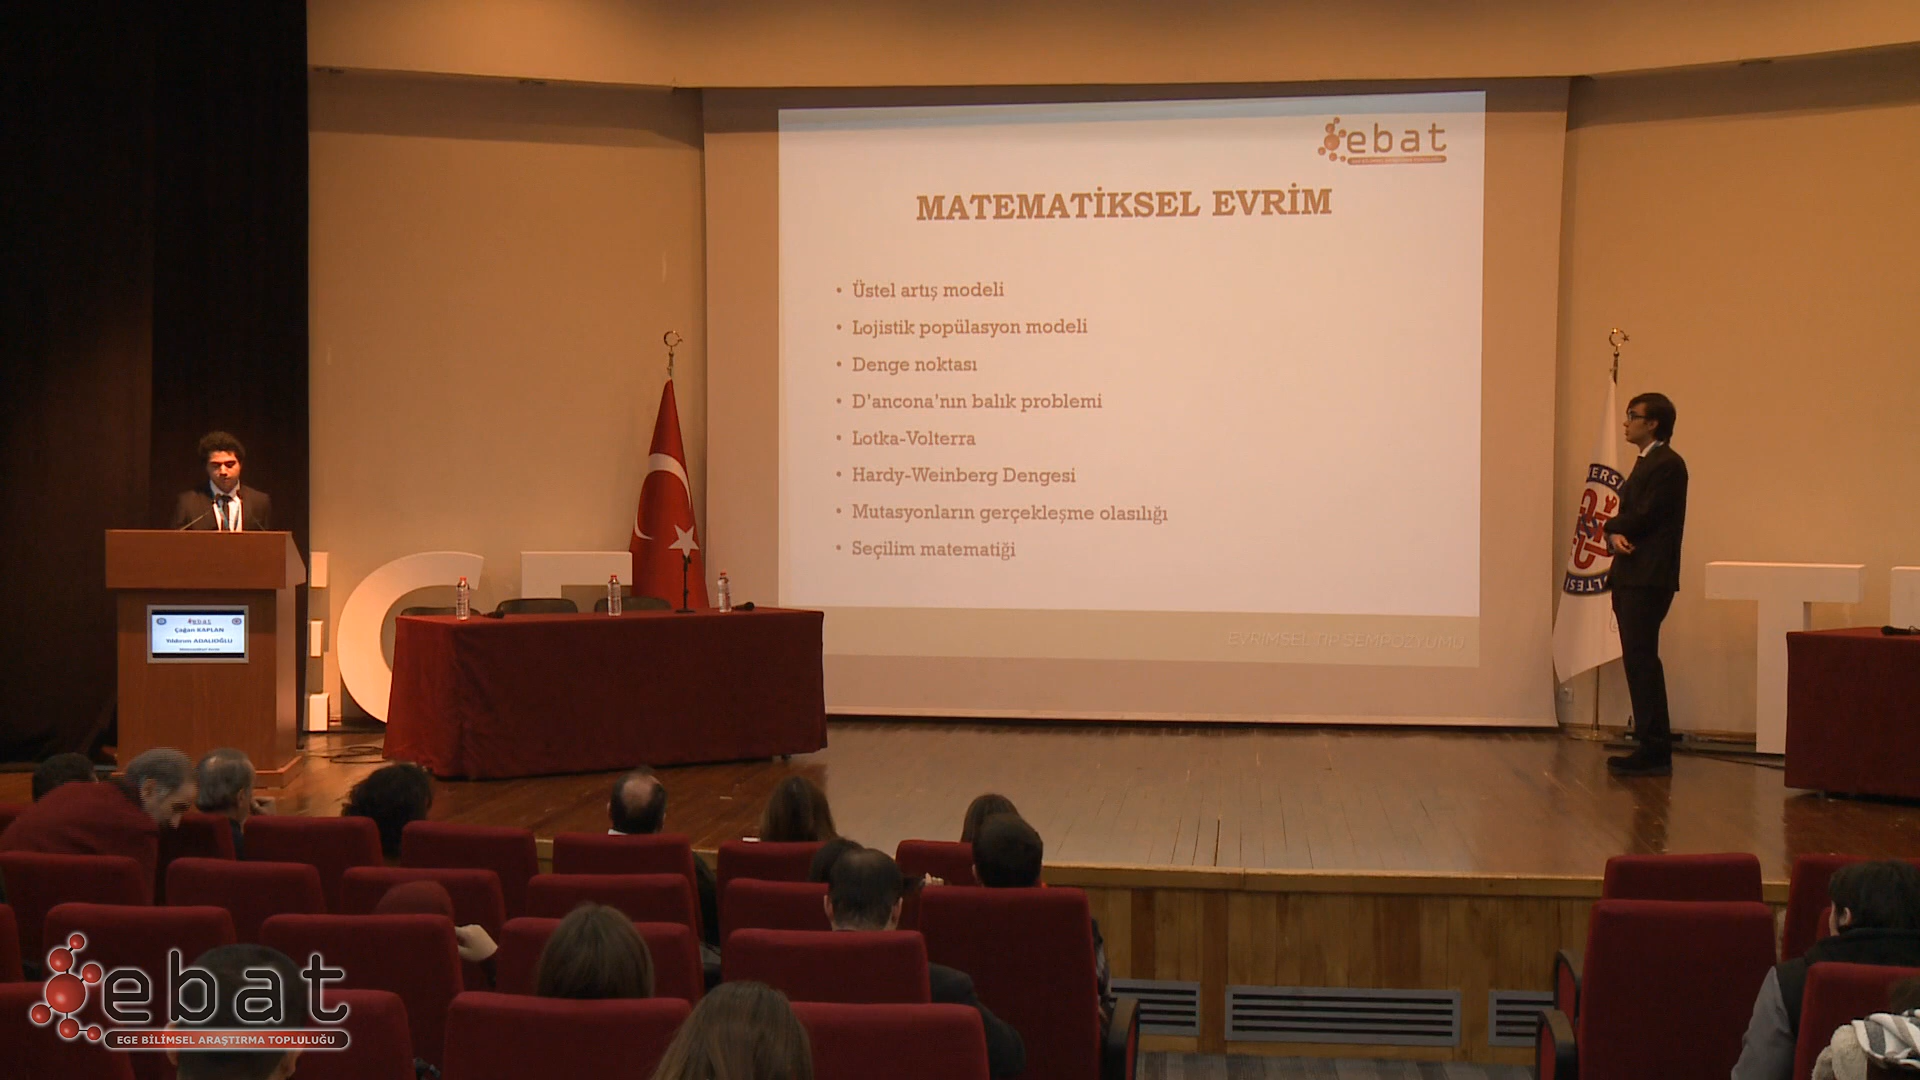 ebat
MATEMATİKSEL EVRİM
• Üstel artış modeli
• Lojistik popülasyon modeli
• Denge noktası
• D'ancona'nın balık problemi
• Lotka-Volterra
• Hardy-Weinberg Dengesi
• Mutasyonların gerçekleşme olasılığı
• Seçilim matematiği
EVRİMSEL TIP SEMPOZYUMU
ebat
Çağan KAPLAN
Yıldırım ADALIOĞLU
ebat
EGE BİLİMSEL ARAŞTIRMA TOPLULUĞU